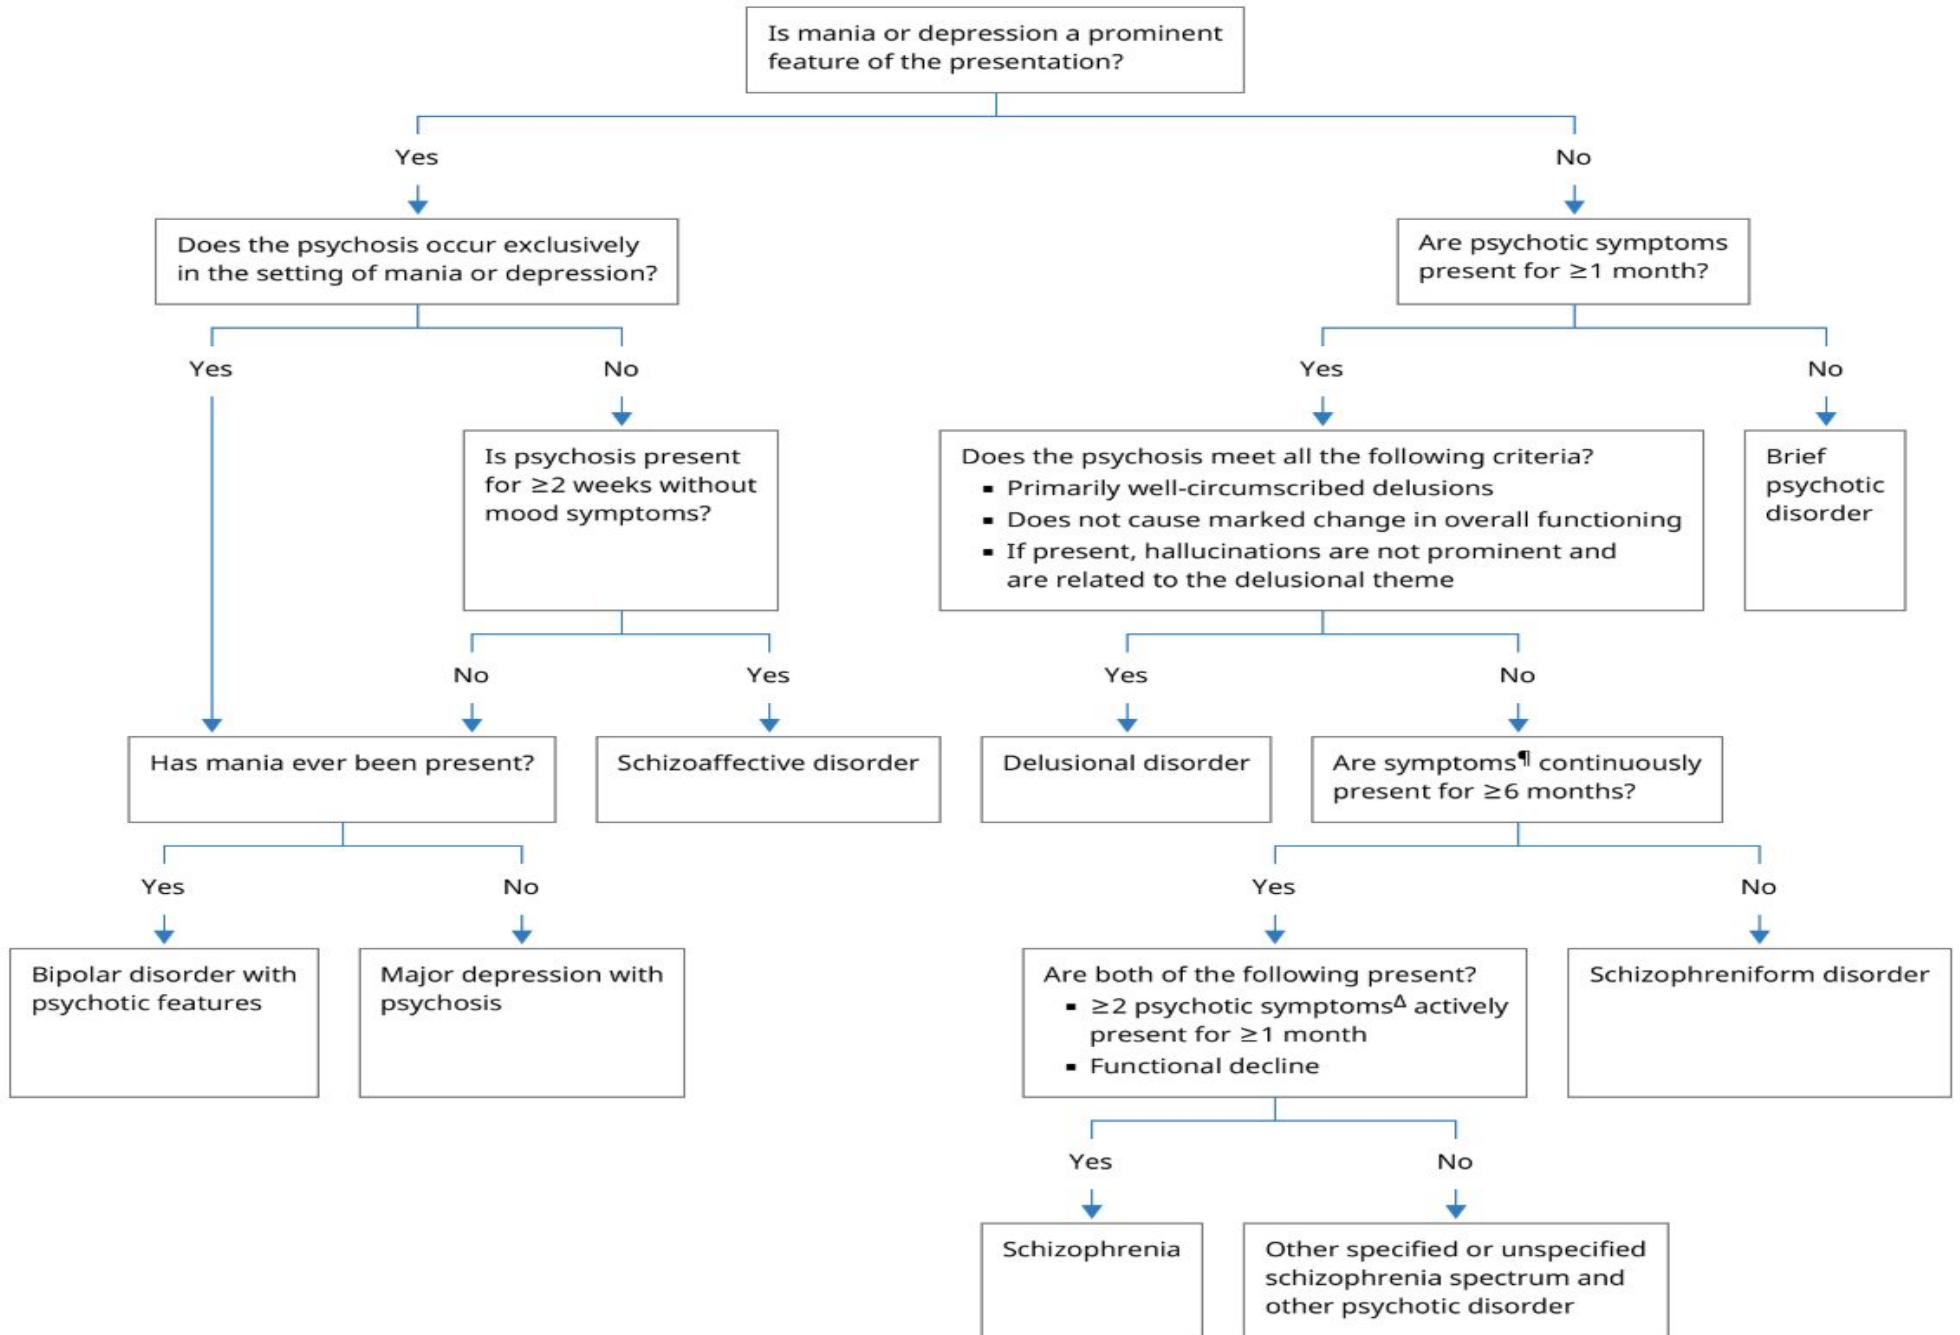 Is mania or depression a prominent
feature of the presentation?
Yes
No
Does the psychosis occur exclusively
in the setting of mania or depression?
Are psychotic symptoms
present for ≥1 month?
Yes
No
Yes
No
Is psychosis present
for ≥2 weeks without
mood symptoms?
Does the psychosis meet all the following criteria?
▪ Primarily well-circumscribed delusions
▪ Does not cause marked change in overall functioning
▪ If present, hallucinations are not prominent and
are related to the delusional theme
Brief
psychotic
disorder
No
Yes
Yes
No
Has mania ever been present?
Schizoaffective disorder
Delusional disorder
Are symptoms¶ continuously
present for ≥6 months?
Yes
No
Yes
No
Bipolar disorder with
psychotic features
Major depression with
psychosis
Are both of the following present?
▪ ≥2 psychotic symptomsΔ actively
present for ≥1 month
▪ Functional decline
Schizophreniform disorder
Yes
No
Schizophrenia
Other specified or unspecified
schizophrenia spectrum and
other psychotic disorder